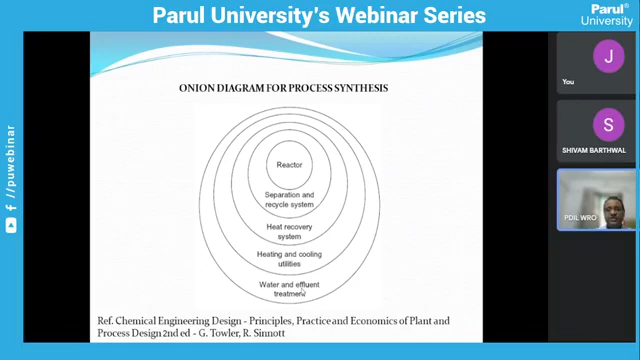 Parul University's Webinar Series
Parul®
University
ONION DIAGRAM FOR PROCESS SYNTHESIS
Reactor
Separation and
recycle system
Heat recovery
system
Heating and cooling
utilities
Water and effluent
treatment
Ref. Chemical Engineering Design - Principles, Practice and Economics of Plant and
Process Design 2nd ed - G. Towler, R. Sinnott
/puwebinar
J
You
S
SHIVAM BARTHWAL
PDIL WRO